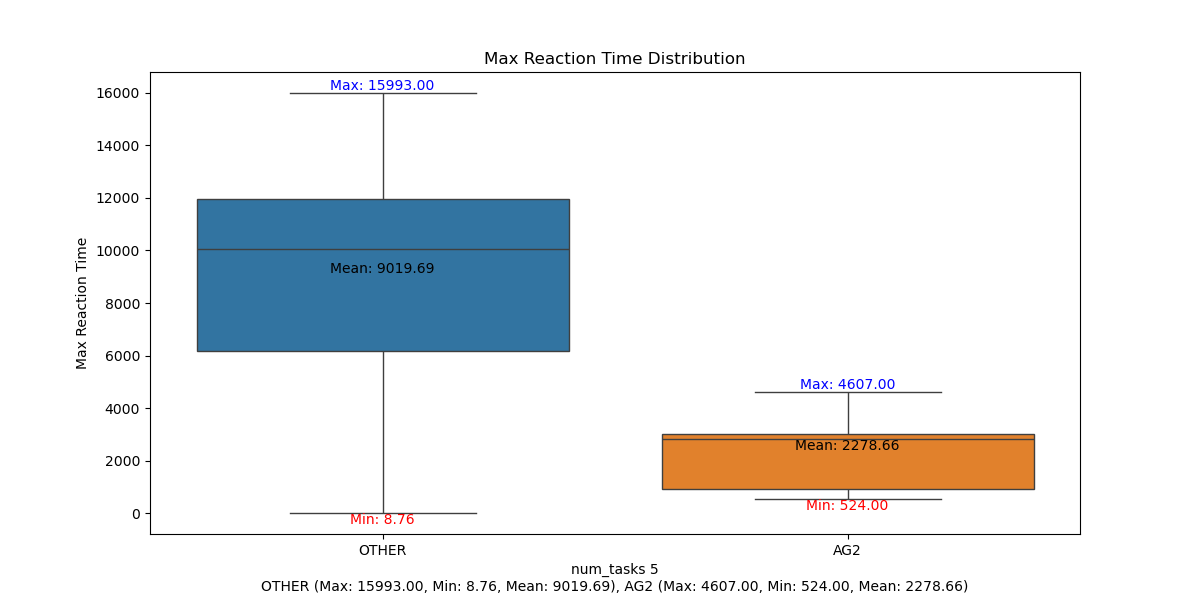 Max Reaction Time Distribution
Max Reaction Time
16000
14000
12000
10000
8000
6000
4000
2000
0
Max: 15993.00
Mean: 9019.69
Min: 8.76
Max: 4607.00
Mean: 2278.66
Min: 524.00
OTHER
AG2
num_tasks 5
OTHER (Max: 15993.00, Min: 8.76, Mean: 9019.69), AG2 (Max: 4607.00, Min: 524.00, Mean: 2278.66)